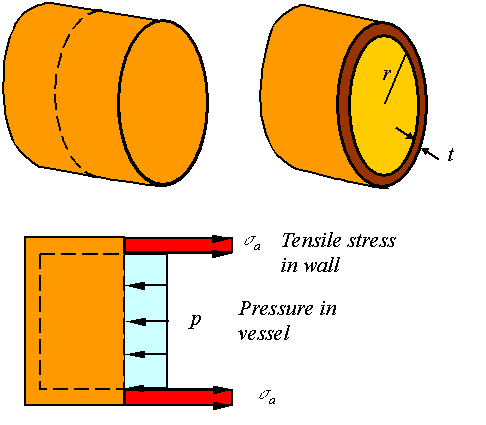 r
t
σa Tensile stress
in wall
p Pressure in
vessel
σa